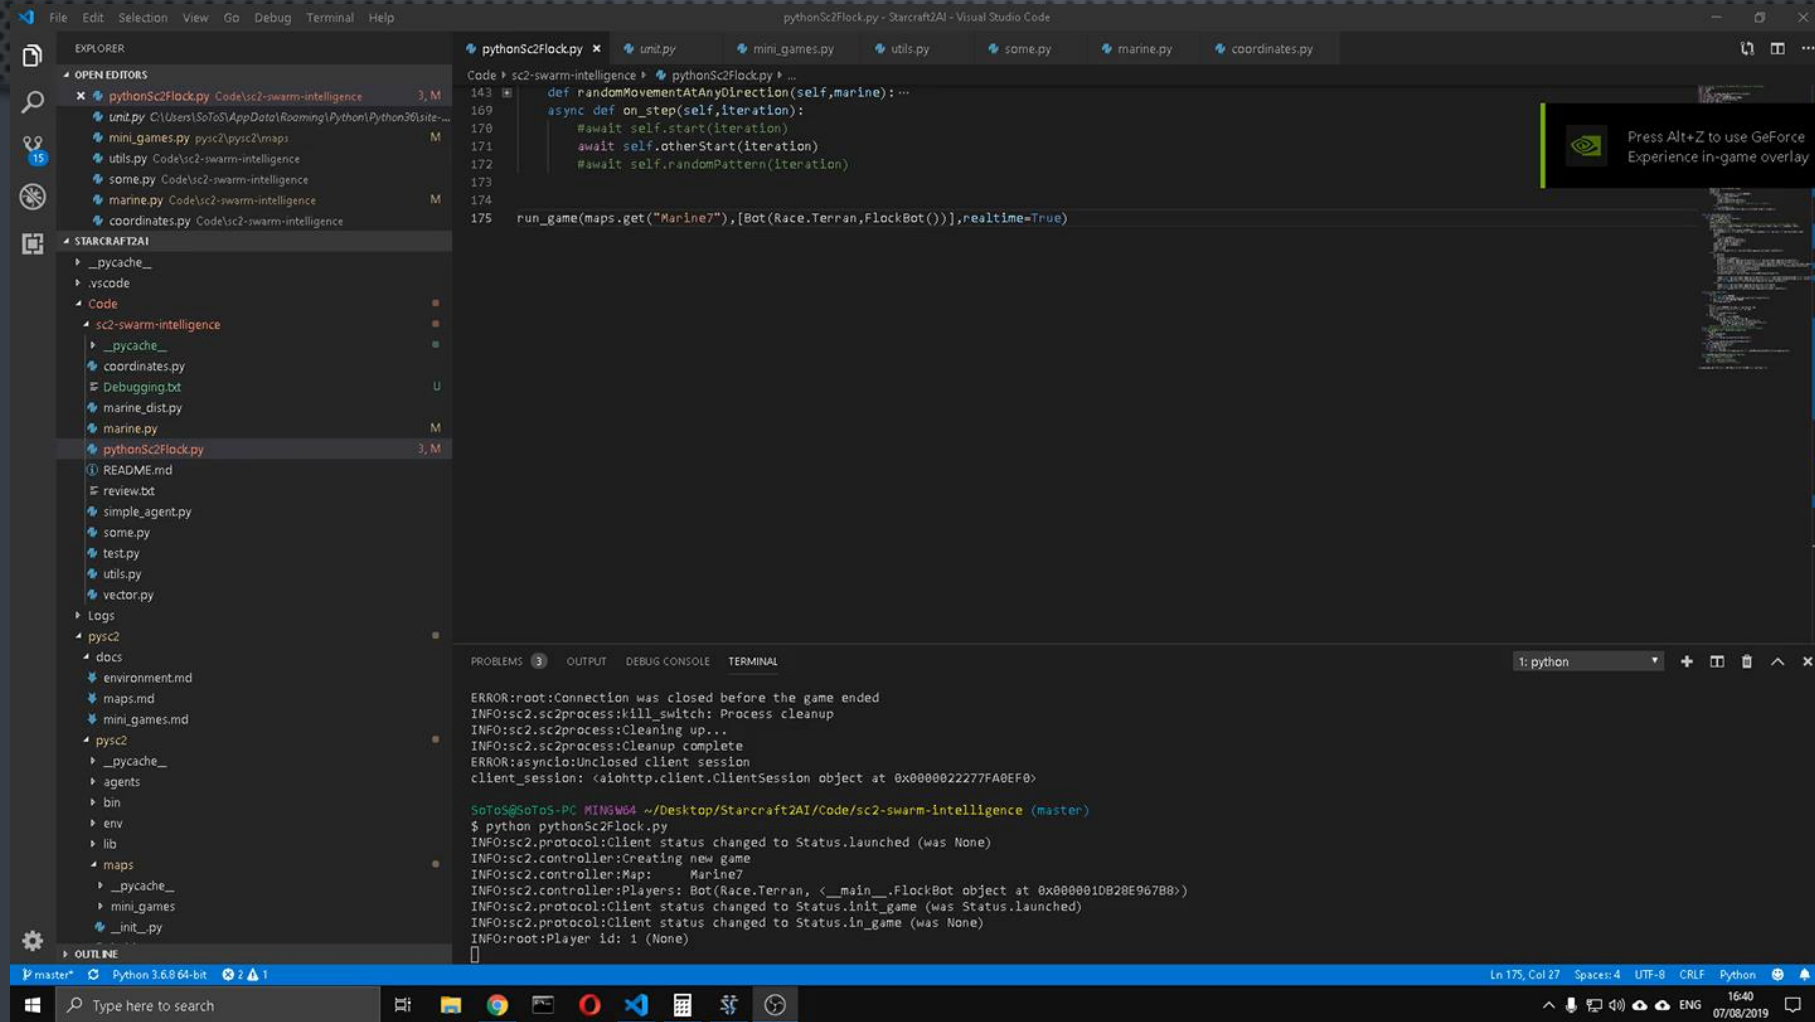 File Edit Selection View Go Debug Terminal Help
pythonSc2Flock.py - Starcraft2AI - Visual Studio Code
EXPLORER
OPEN EDITORS
pythonSc2Flock.py Code\sc2-swarm-intelligence 3, M
unit.py C:\Users\SoToS\AppData\Roaming\Python\Python36\site-...
mini_games.py pysc2\pysc2\maps M
utils.py Code\sc2-swarm-intelligence
some.py Code\sc2-swarm-intelligence
marine.py Code\sc2-swarm-intelligence M
coordinates.py Code\sc2-swarm-intelligence
15
STARCRAFT2AI
__pycache__
.vscode
Code
sc2-swarm-intelligence
__pycache__
coordinates.py
Debugging.txt U
marine_dist.py
marine.py M
pythonSc2Flock.py 3, M
README.md
review.txt
simple_agent.py
some.py
test.py
utils.py
vector.py
Logs
pysc2
docs
environment.md
maps.md
mini_games.md
pysc2
__pycache__
agents
bin
env
lib
maps
__pycache__
mini_games
__init__.py
OUTLINE
pythonSc2Flock.py unit.py mini_games.py utils.py some.py marine.py coordinates.py
Code sc2-swarm-intelligence pythonSc2Flock.py ...
143 def randomMovementAtAnyDirection(self,marine): ...
169 async def on_step(self,iteration):
170 #await self.start(iteration)
171 await self.otherStart(iteration)
172 #await self.randomPattern(iteration)
173
174
175 run_game(maps.get("Marine7"),[Bot(Race.Terran,FlockBot())],realtime=True)
Press Alt+Z to use GeForce
Experience in-game overlay
PROBLEMS 3 OUTPUT DEBUG CONSOLE TERMINAL 1: python
ERROR:root:Connection was closed before the game ended
INFO:sc2.sc2process:kill_switch: Process cleanup
INFO:sc2.sc2process:Cleaning up...
INFO:sc2.sc2process:Cleanup complete
ERROR:asyncio:Unclosed client session
client_session: <aiohttp.client.ClientSession object at 0x0000022277FA0EF0>
SoToS@SoToS-PC MINGW64 ~/Desktop/Starcraft2AI/Code/sc2-swarm-intelligence (master)
$ python pythonSc2Flock.py
INFO:sc2.protocol:Client status changed to Status.launched (was None)
INFO:sc2.controller:Creating new game
INFO:sc2.controller:Map: Marine7
INFO:sc2.controller:Players: Bot(Race.Terran, <__main__.FlockBot object at 0x000001DB28E967B8>)
INFO:sc2.protocol:Client status changed to Status.init_game (was Status.launched)
INFO:sc2.protocol:Client status changed to Status.in_game (was None)
INFO:root:Player id: 1 (None)
master* Python 3.6.8 64-bit 2 1 Ln 175, Col 27 Spaces: 4 UTF-8 CRLF Python
Type here to search
ENG
16:40
07/08/2019